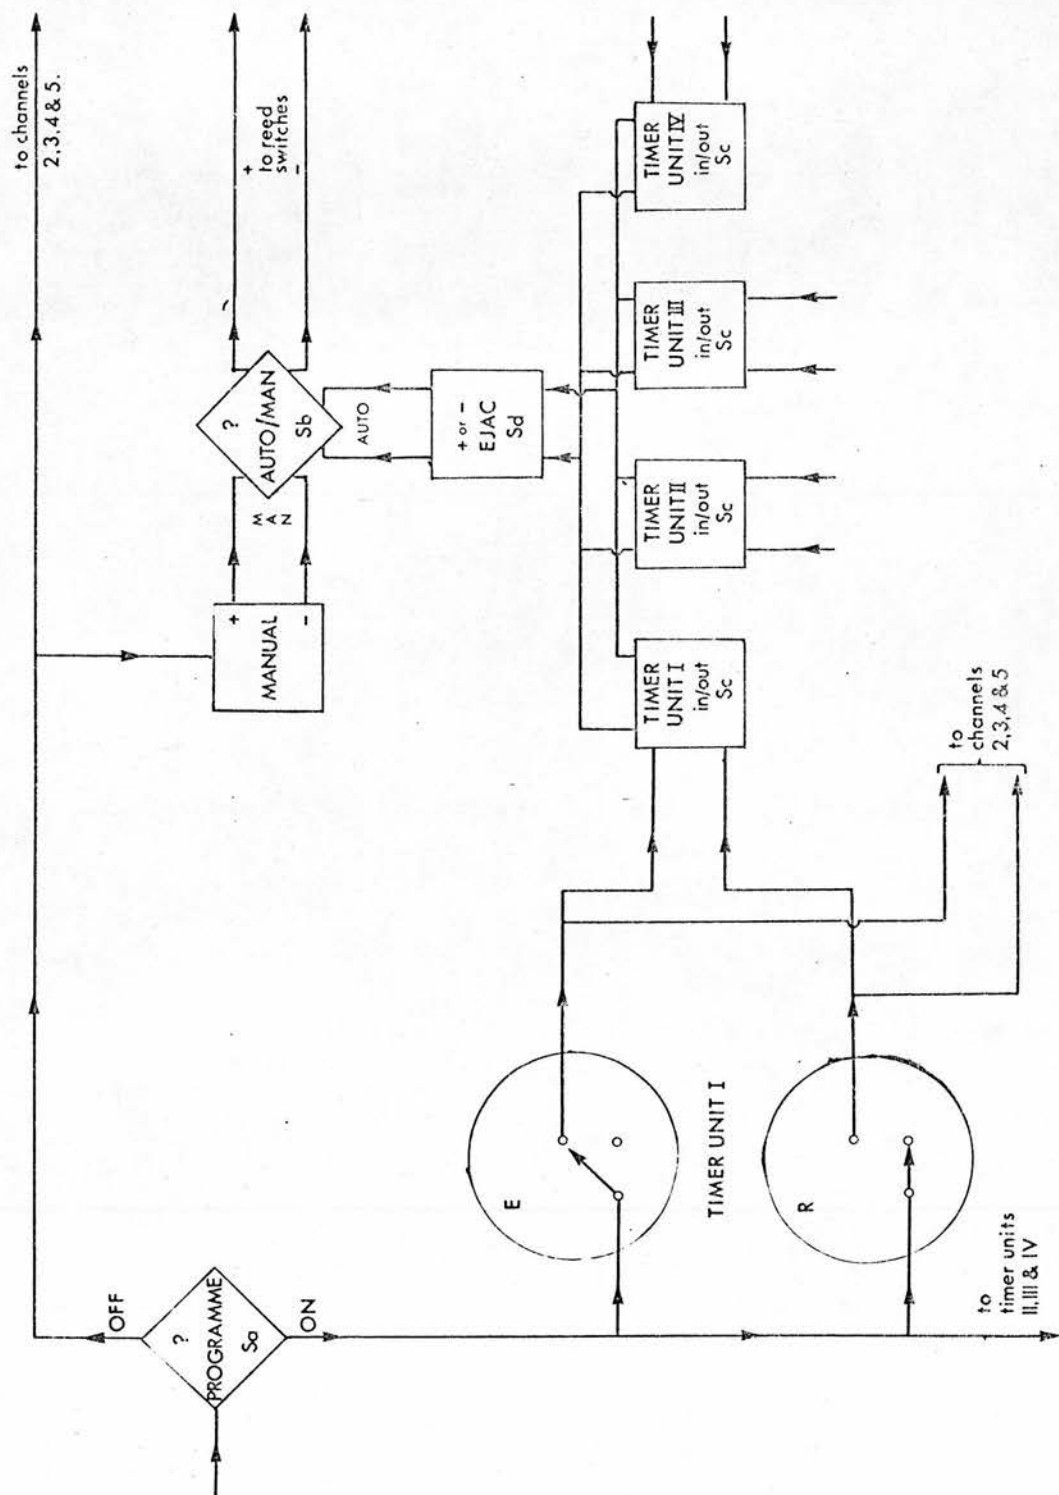 to channels
2,3,4 & 5.
+
to reed
switches
-
?
AUTO/MAN
Sb
MAN
AUTO
+
MANUAL
-
+ or -
EJAC
Sd
TIMER
UNIT I
in/out
Sc
TIMER
UNIT II
in/out
Sc
TIMER
UNIT III
in/out
Sc
TIMER
UNIT IV
in/out
Sc
OFF
?
PROGRAMME
Sa
ON
E
TIMER UNIT I
R
to
channels
2,3,4 & 5
to
timer units
II,III & IV